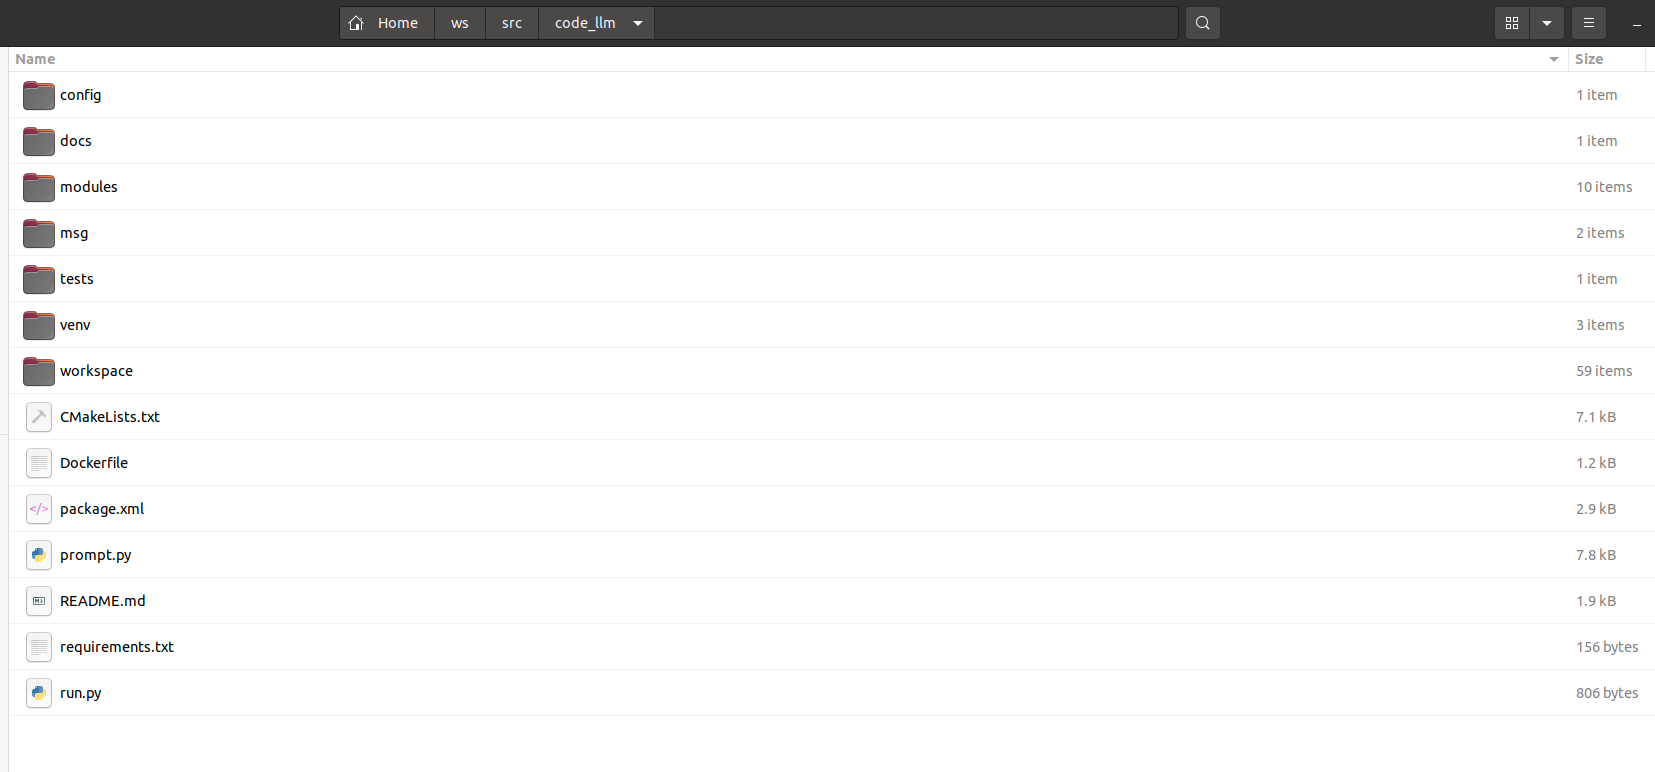 Home ws src code_llm
Name Size
config 1 item
docs 1 item
modules 10 items
msg 2 items
tests 1 item
venv 3 items
workspace 59 items
CMakeLists.txt 7.1 kB
Dockerfile 1.2 kB
</> package.xml 2.9 kB
prompt.py 7.8 kB
README.md 1.9 kB
requirements.txt 156 bytes
run.py 806 bytes